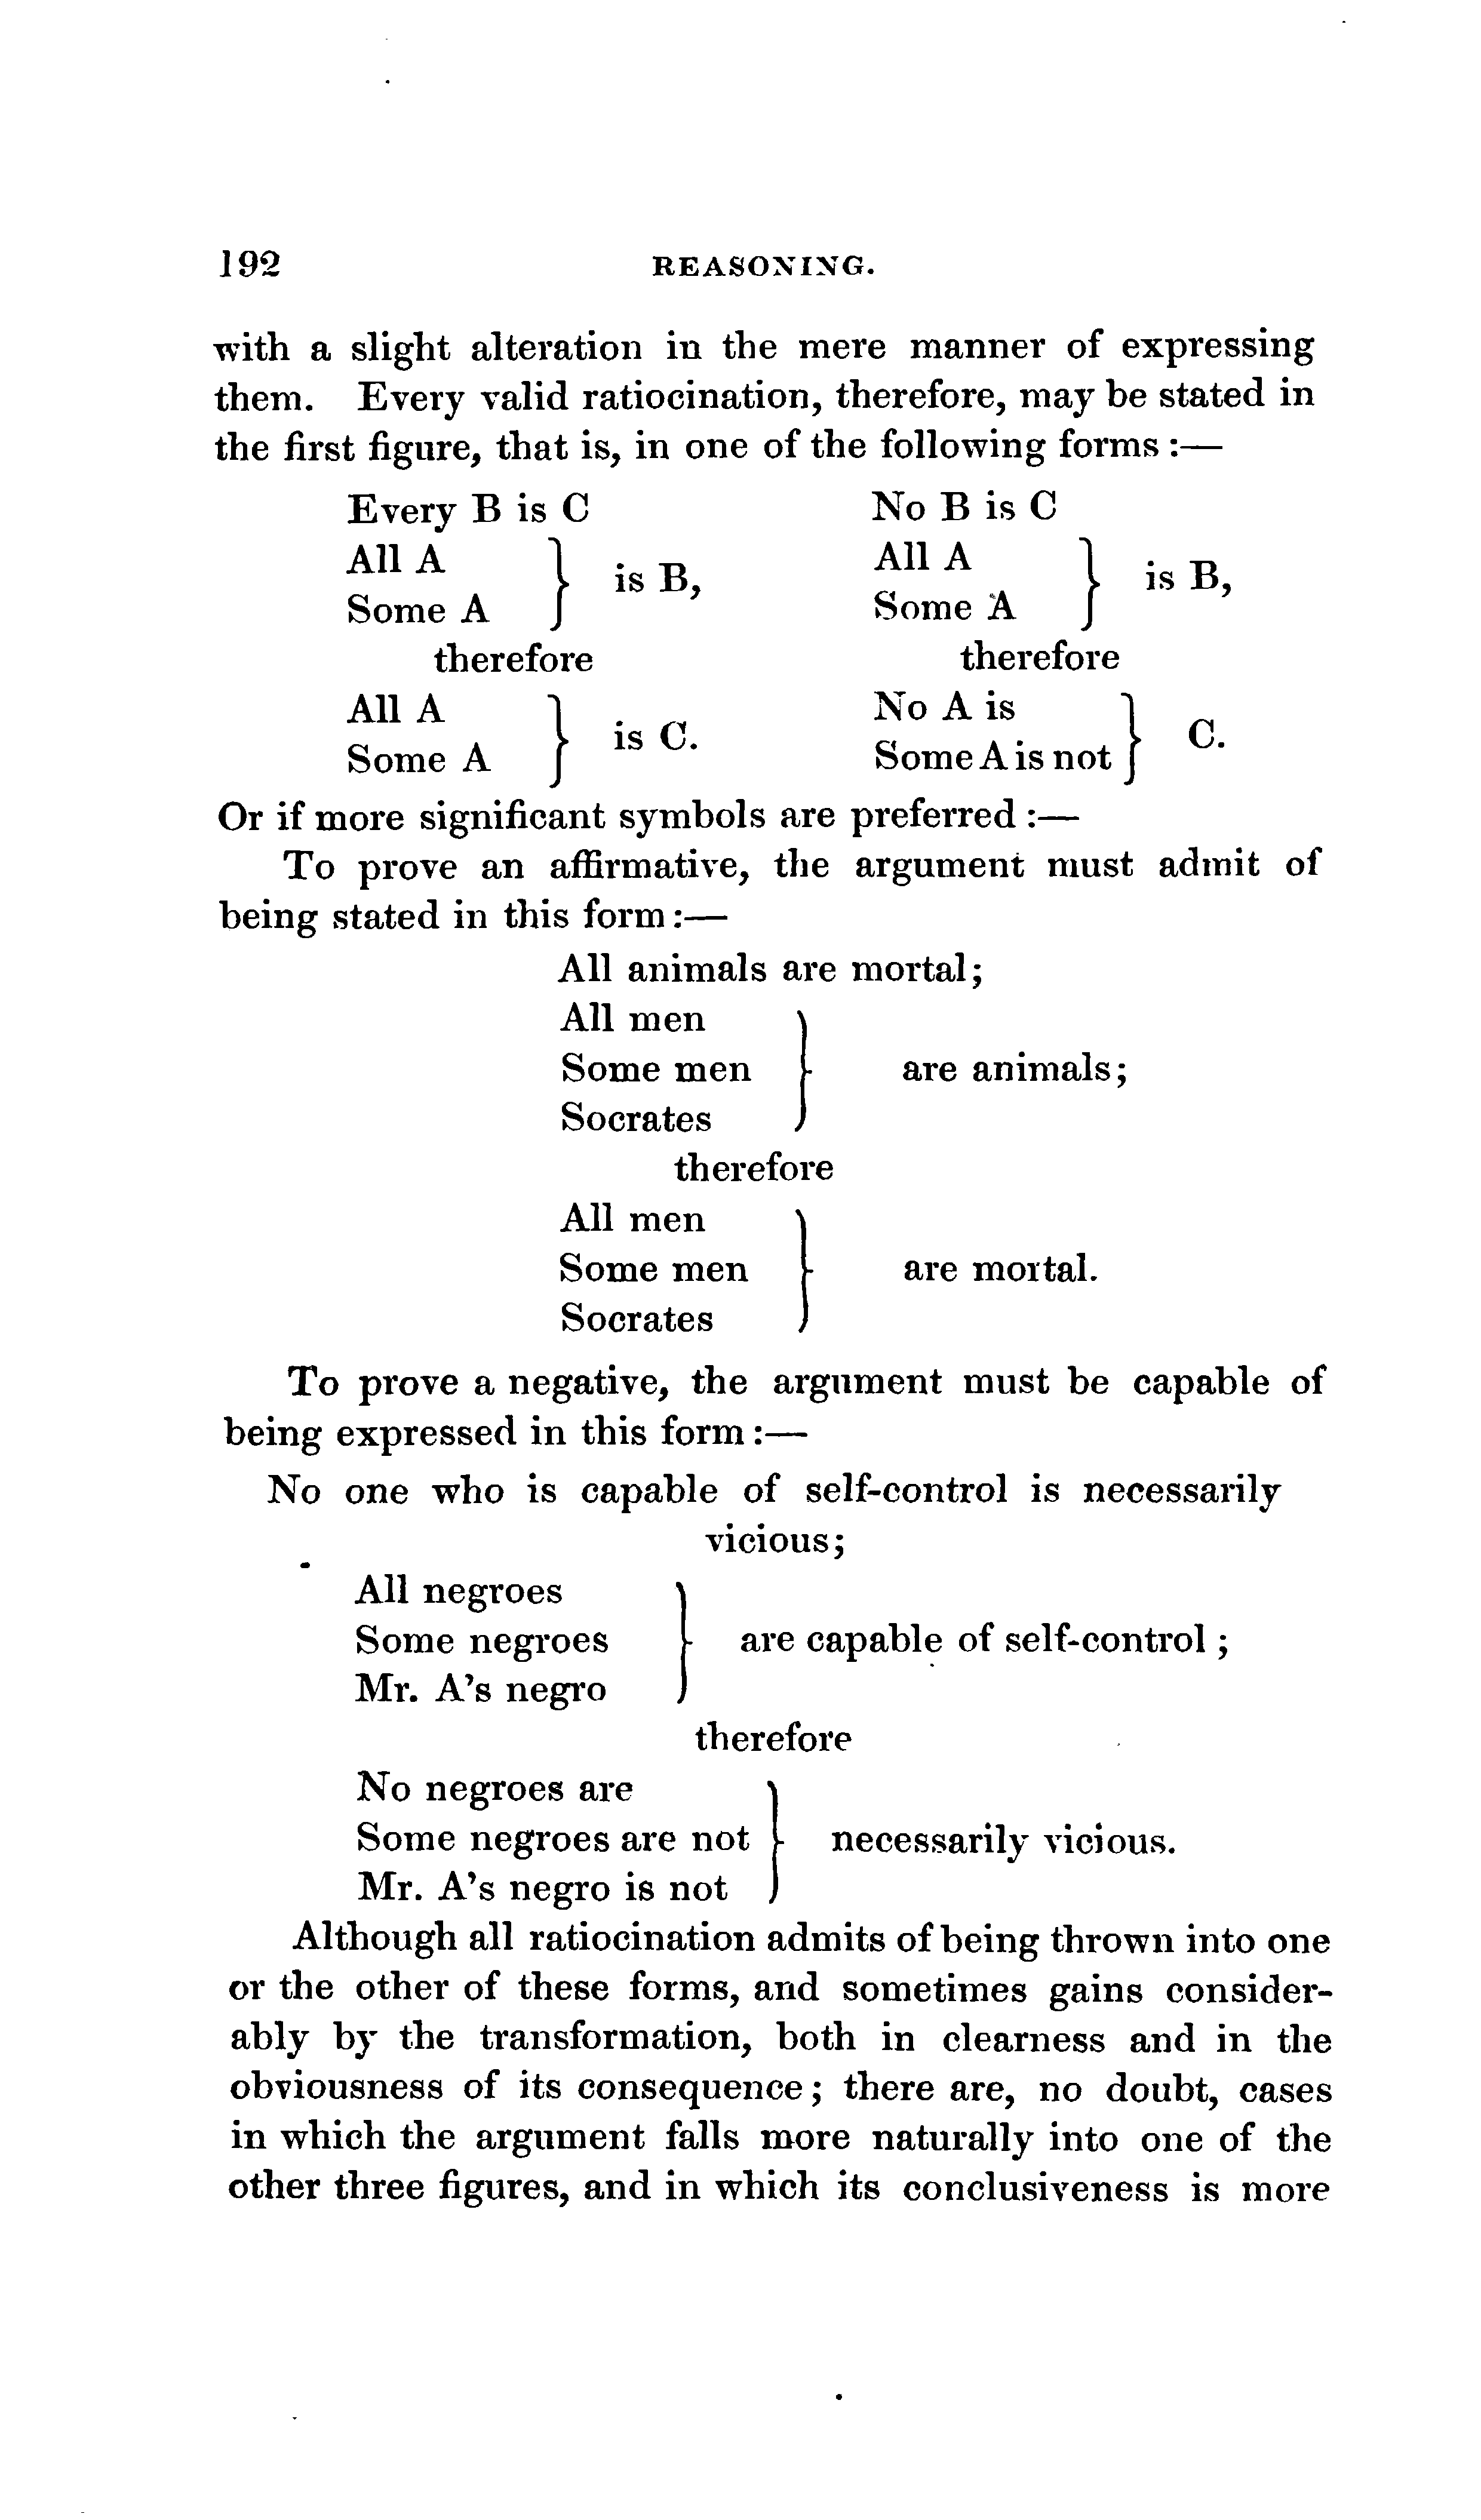 192 REASONING.
with a slight alteration in the mere manner of expressing
them. Every valid ratiocination, therefore, may be stated in
the first figure, that is, in one of the following forms :—
Every B is C No B is C
All A All A
} is B, } is B,
Some A Some A
therefore therefore
All A No A is
} is C. } C.
Some A Some A is not
Or if more significant symbols are preferred :—
To prove an affirmative, the argument must admit of
being stated in this form :—
All animals are mortal;
All men
Some men } are animals;
Socrates
therefore
All men
Some men } are mortal.
Socrates
To prove a negative, the argument must be capable of
being expressed in this form :—
No one who is capable of self-control is necessarily
vicious;
All negroes
Some negroes } are capable of self-control ;
Mr. A's negro
therefore
No negroes are
Some negroes are not } necessarily vicious.
Mr. A's negro is not
Although all ratiocination admits of being thrown into one
or the other of these forms, and sometimes gains consider-
ably by the transformation, both in clearness and in the
obviousness of its consequence; there are, no doubt, cases
in which the argument falls more naturally into one of the
other three figures, and in which its conclusiveness is more